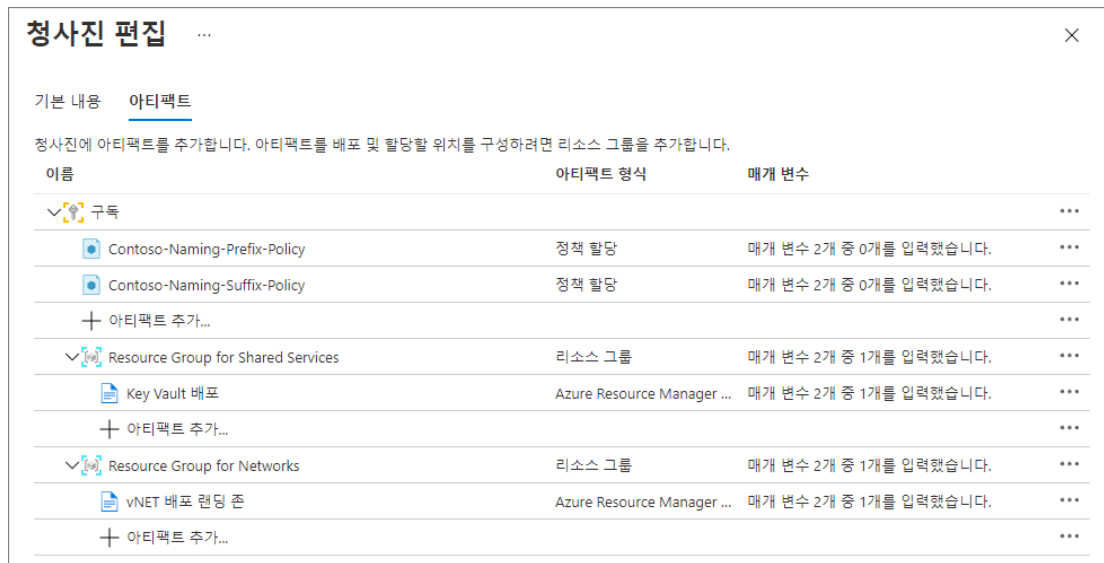 청사진 편집 ...
기본 내용 아티팩트
청사진에 아티팩트를 추가합니다. 아티팩트를 배포 및 할당할 위치를 구성하려면 리소스 그룹을 추가합니다.
이름 아티팩트 형식 매개 변수
구독
Contoso-Naming-Prefix-Policy 정책 할당 매개 변수 2개 중 0개를 입력했습니다.
Contoso-Naming-Suffix-Policy 정책 할당 매개 변수 2개 중 0개를 입력했습니다.
아티팩트 추가...
Resource Group for Shared Services 리소스 그룹 매개 변수 2개 중 1개를 입력했습니다.
Key Vault 배포 Azure Resource Manager ... 매개 변수 2개 중 1개를 입력했습니다.
아티팩트 추가...
Resource Group for Networks 리소스 그룹 매개 변수 2개 중 1개를 입력했습니다.
vNET 배포 랜딩 존 Azure Resource Manager ... 매개 변수 2개 중 1개를 입력했습니다.
아티팩트 추가...